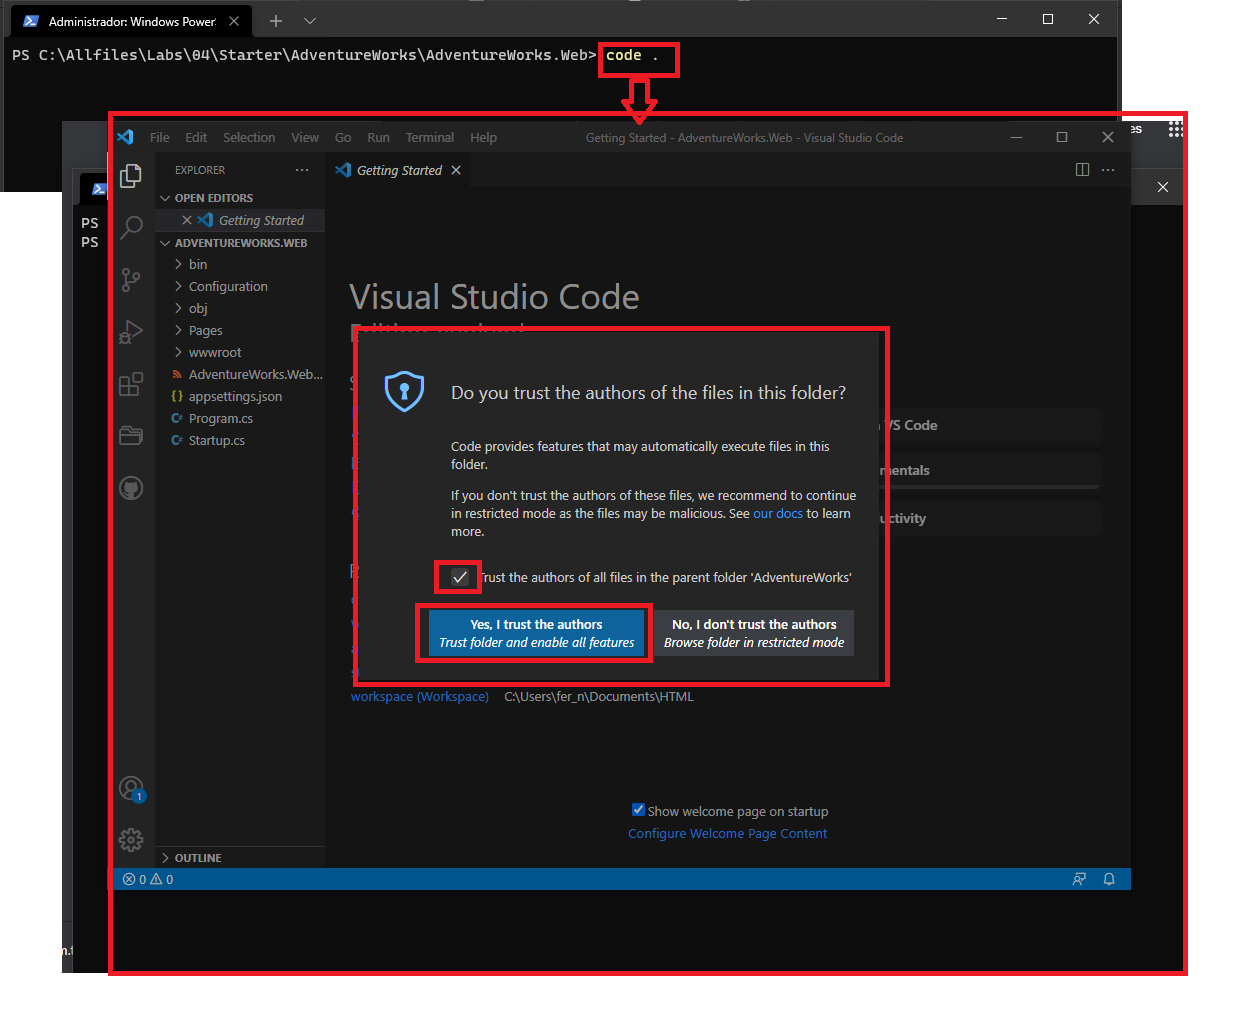 Administrador: Windows Power
PS C:\Allfiles\Labs\04\Starter\AdventureWorks\AdventureWorks.Web> code .
es
File Edit Selection View Go Run Terminal Help
Getting Started - AdventureWorks.Web - Visual Studio Code
EXPLORER
Getting Started
OPEN EDITORS
Getting Started
ADVENTUREWORKS.WEB
bin
Configuration
obj
Pages
wwwroot
AdventureWorks.Web...
appsettings.json
Program.cs
Startup.cs
PS
PS
Visual Studio Code
Do you trust the authors of the files in this folder?
Code provides features that may automatically execute files in this
folder.
If you don't trust the authors of these files, we recommend to continue
in restricted mode as the files may be malicious. See our docs to learn
more.
Trust the authors of all files in the parent folder 'AdventureWorks'
Yes, I trust the authors
Trust folder and enable all features
No, I don't trust the authors
Browse folder in restricted mode
VS Code
mentals
uctivity
workspace (Workspace) C:\Users\fer_n\Documents\HTML
Show welcome page on startup
Configure Welcome Page Content
1
OUTLINE
0 0